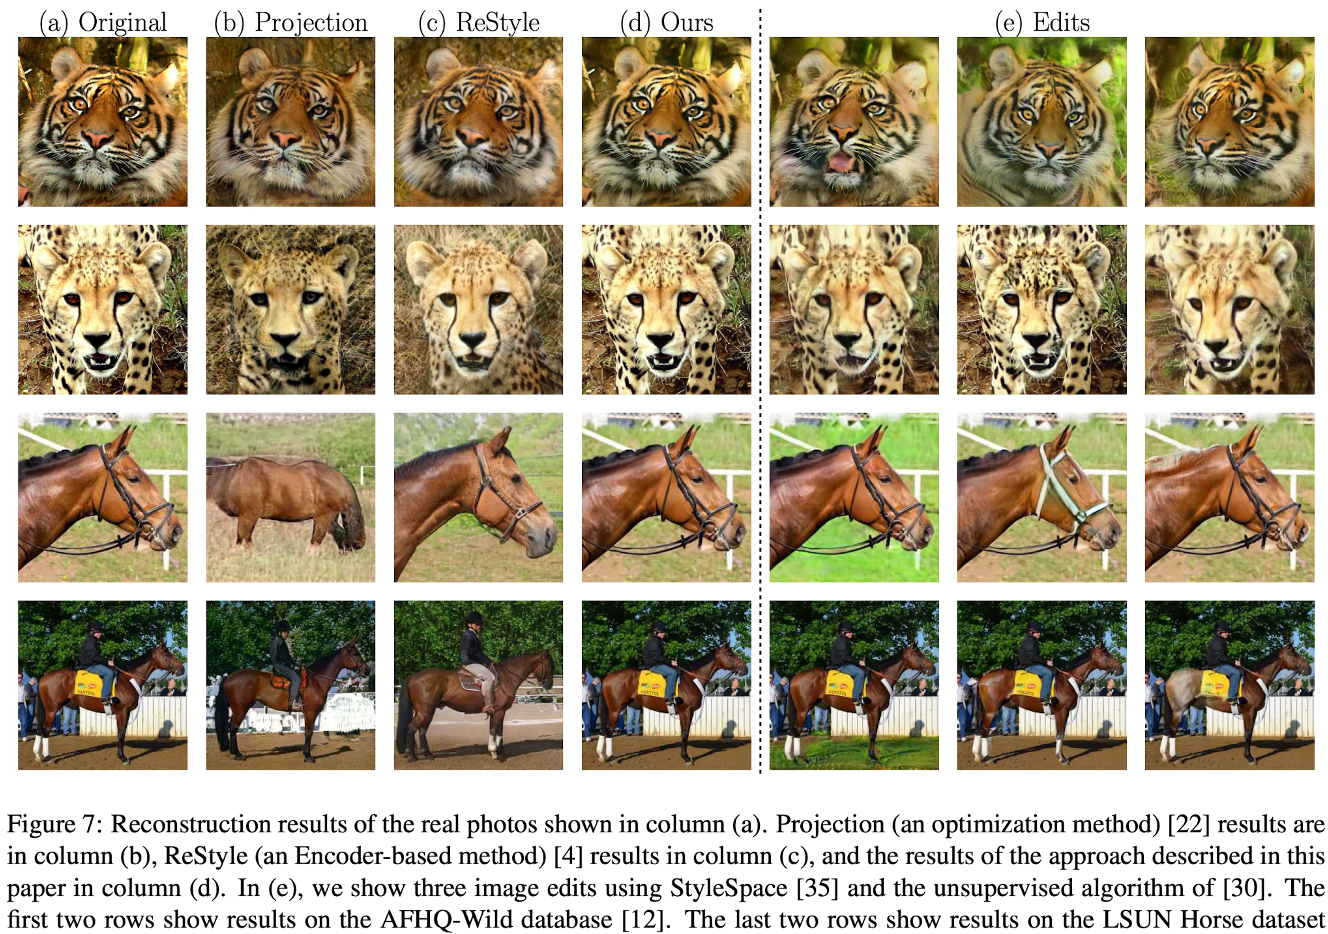 (a) Original (b) Projection (c) ReStyle (d) Ours (e) Edits
Figure 7: Reconstruction results of the real photos shown in column (a). Projection (an optimization method) [22] results are
in column (b), ReStyle (an Encoder-based method) [4] results in column (c), and the results of the approach described in this
paper in column (d). In (e), we show three image edits using StyleSpace [35] and the unsupervised algorithm of [30]. The
first two rows show results on the AFHQ-Wild database [12]. The last two rows show results on the LSUN Horse dataset